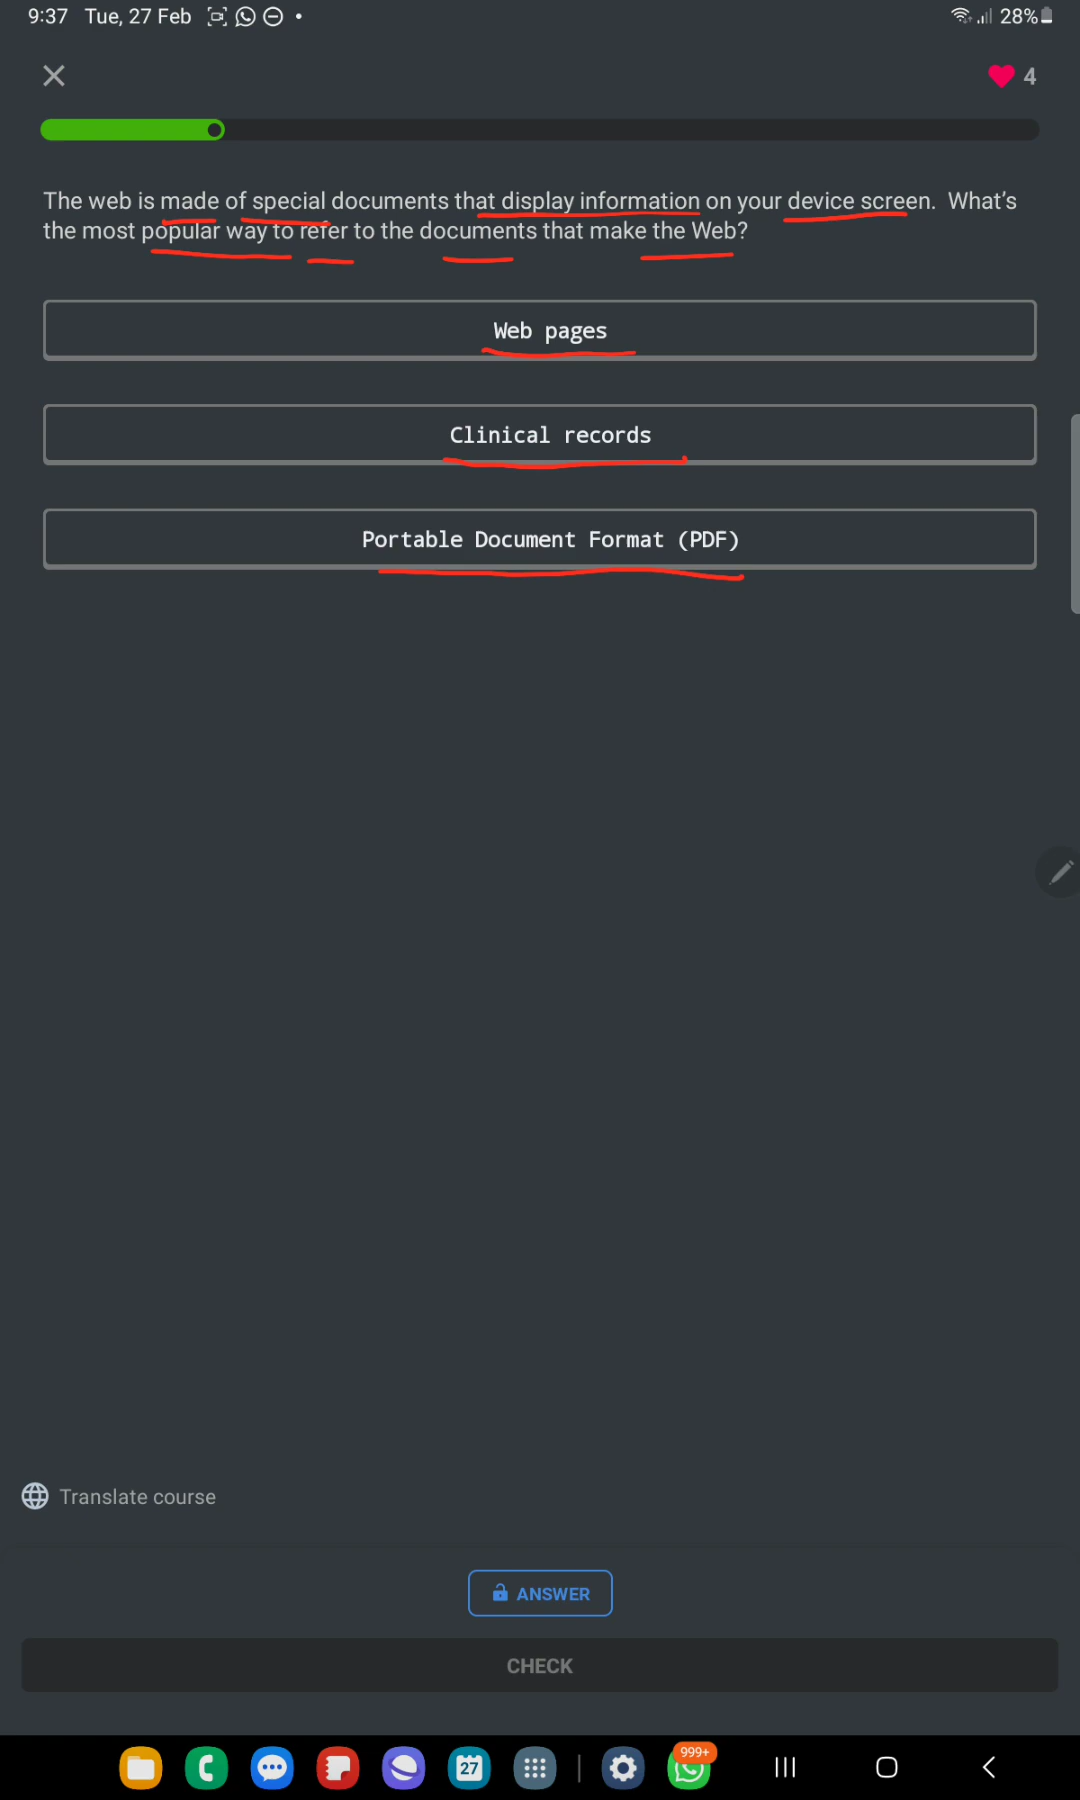 9:37 Tue, 27 Feb 28%
4
The web is made of special documents that display information on your device screen. What's
the most popular way to refer to the documents that make the Web?
Web pages
Clinical records
Portable Document Format (PDF)
Translate course
ANSWER
CHECK
27
999+